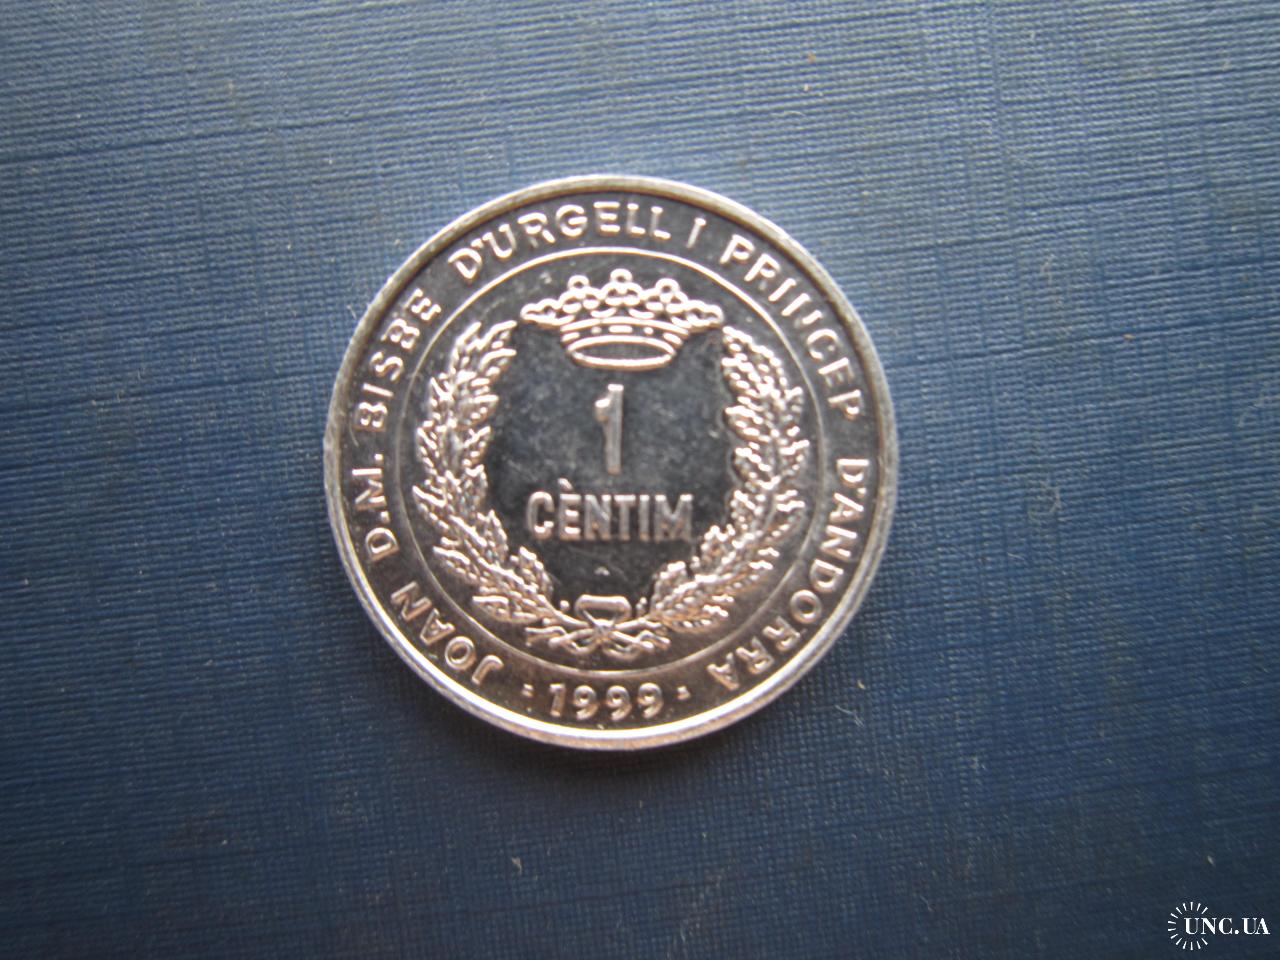 JOAN D.M. BISBE D'URGELL I PRINCEP D'ANDORRA
1
CÈNTIM
1999
UNC.UA